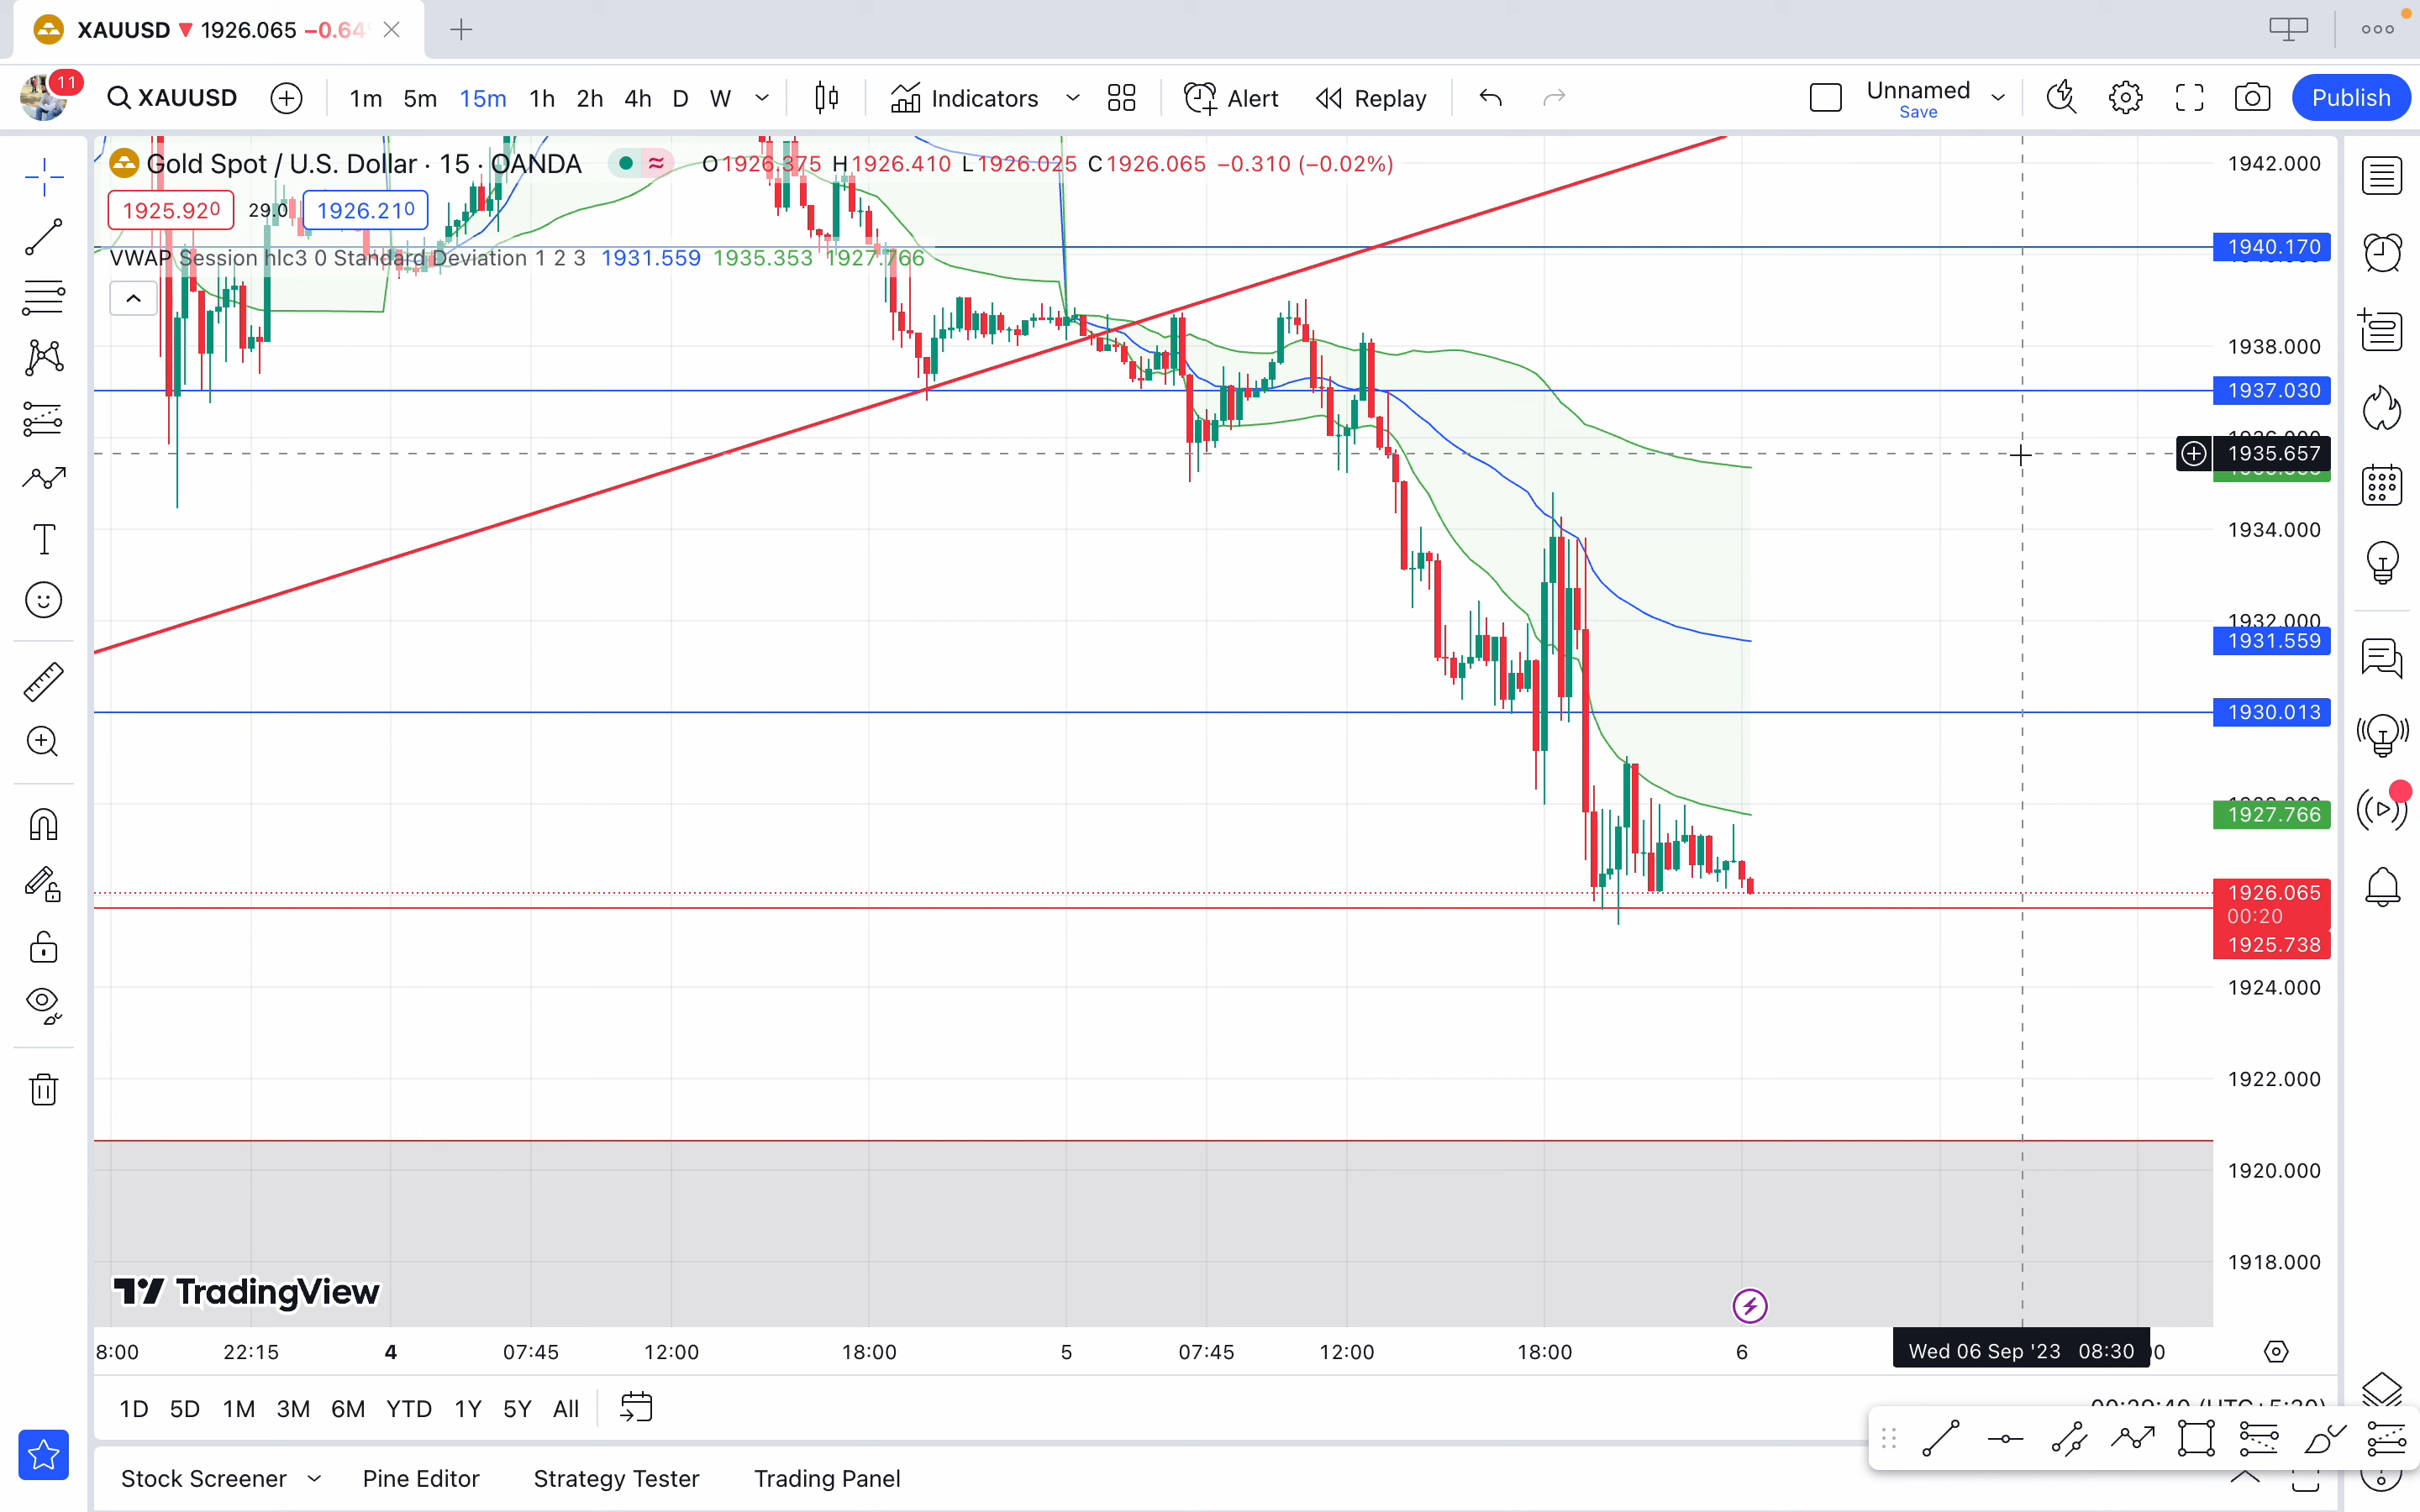 XAUUSD ▼ 1926.065 −0.64
11
XAUUSD
1m 5m 15m 1h 2h 4h D W
Indicators
Alert
Replay
Unnamed
Save
Publish
Gold Spot / U.S. Dollar · 15 · OANDA
O1926.375 H1926.410 L1926.025 C1926.065 −0.310 (−0.02%)
1925.920 29.0 1926.210
VWAP Session hlc3 0 Standard Deviation 1 2 3 1931.559 1935.353 1927.766
1942.000
1940.170
1938.000
1937.030
1935.657
1934.000
1932.000
1931.559
1930.013
1927.766
1926.065
00:20
1925.738
1924.000
1922.000
1920.000
1918.000
TradingView
8:00 22:15 4 07:45 12:00 18:00 5 07:45 12:00 18:00 6
Wed 06 Sep '23 08:30
1D 5D 1M 3M 6M YTD 1Y 5Y All
Stock Screener
Pine Editor
Strategy Tester
Trading Panel